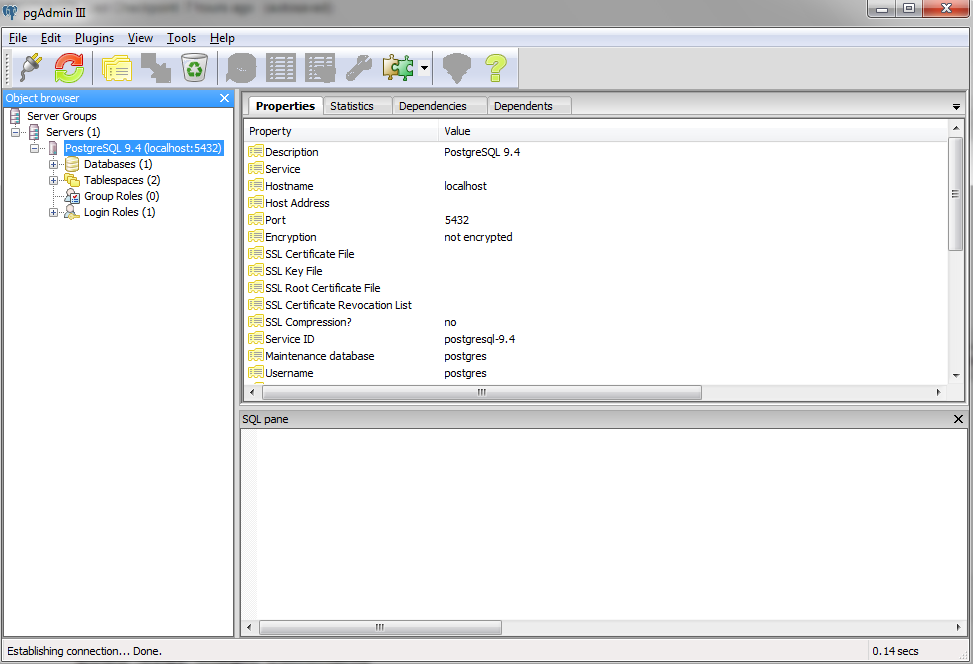 pgAdmin III
File Edit Plugins View Tools Help
Object browser
Server Groups
Servers (1)
PostgreSQL 9.4 (localhost:5432)
Databases (1)
Tablespaces (2)
Group Roles (0)
Login Roles (1)
Properties Statistics Dependencies Dependents
Property Value
Description PostgreSQL 9.4
Service
Hostname localhost
Host Address
Port 5432
Encryption not encrypted
SSL Certificate File
SSL Key File
SSL Root Certificate File
SSL Certificate Revocation List
SSL Compression? no
Service ID postgresql-9.4
Maintenance database postgres
Username postgres
SQL pane
Establishing connection... Done. 0.14 secs